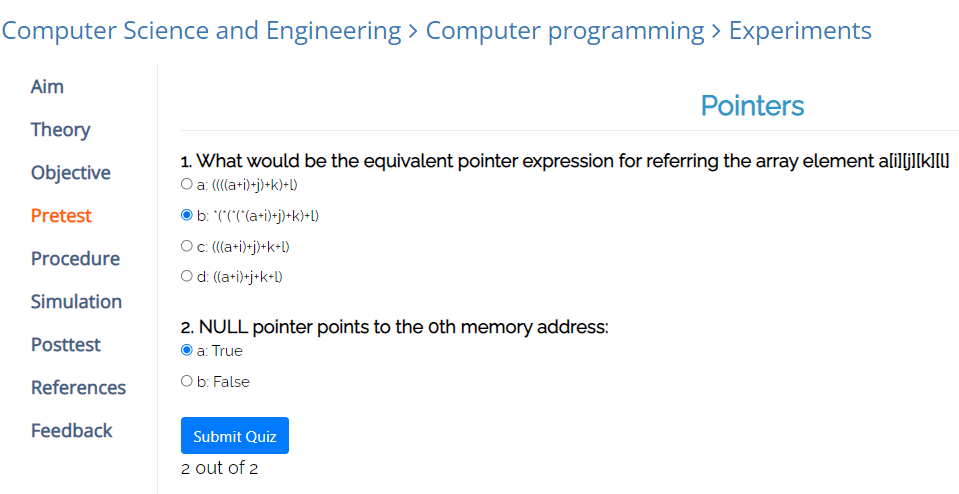 Computer Science and Engineering > Computer programming > Experiments
Aim
Theory
Objective
Pretest
Procedure
Simulation
Posttest
References
Feedback
Pointers
1. What would be the equivalent pointer expression for referring the array element a[i][j][k][l]
a: ((((a+i)+j)+k)+l)
b: *(*(*(*(a+i)+j)+k)+l)
c: (((a+i)+j)+k+l)
d: ((a+i)+j+k+l)
2. NULL pointer points to the 0th memory address:
a: True
b: False
Submit Quiz
2 out of 2